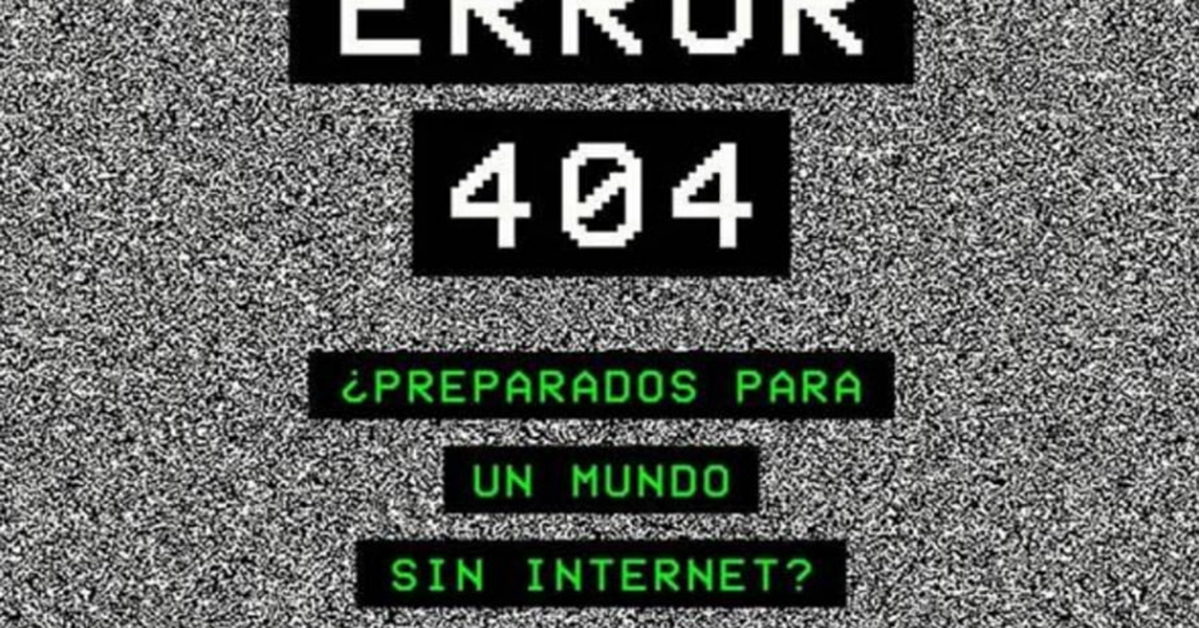 ERROR
404
¿PREPARADOS PARA
UN MUNDO
SIN INTERNET?